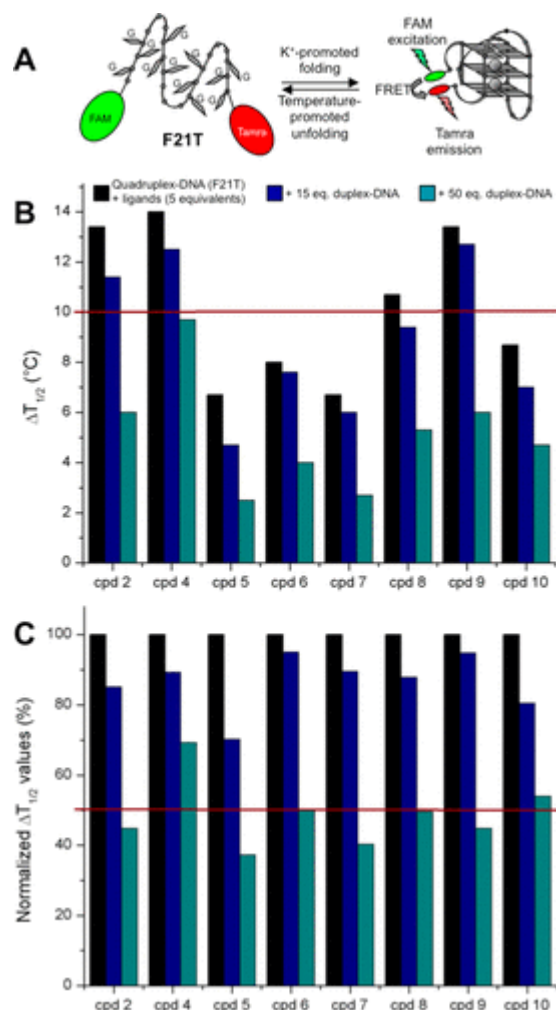 A
G G G G G G G G
FAM
F21T
Tamra
K⁺-promoted
folding
Temperature-
promoted
unfolding
FAM
excitation
FRET
Tamra
emission
B
Quadruplex-DNA (F21T)
+ ligands (5 equivalents)
+ 15 eq. duplex-DNA
+ 50 eq. duplex-DNA
ΔT1/2 (°C)
14
12
10
8
6
4
2
0
cpd 2 cpd 4 cpd 5 cpd 6 cpd 7 cpd 8 cpd 9 cpd 10
C
Normalized ΔT1/2 values (%)
100
80
60
40
20
0
cpd 2 cpd 4 cpd 5 cpd 6 cpd 7 cpd 8 cpd 9 cpd 10